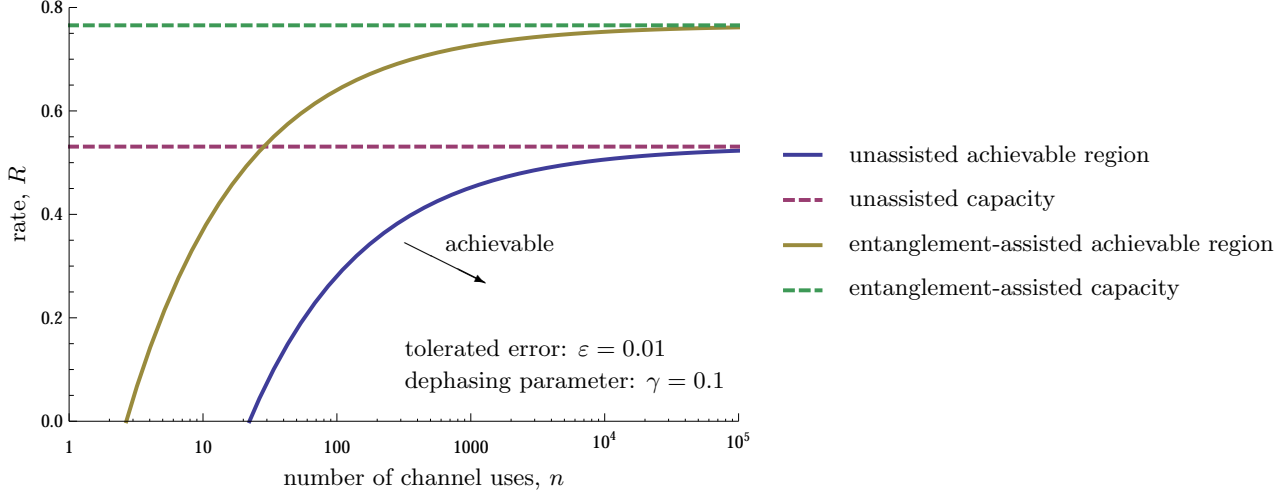 0.8
0.6
0.4
0.2
0.0
rate, R
1
10
100
1000
10^4
10^5
number of channel uses, n
achievable
tolerated error: ε = 0.01
dephasing parameter: γ = 0.1
unassisted achievable region
unassisted capacity
entanglement-assisted achievable region
entanglement-assisted capacity